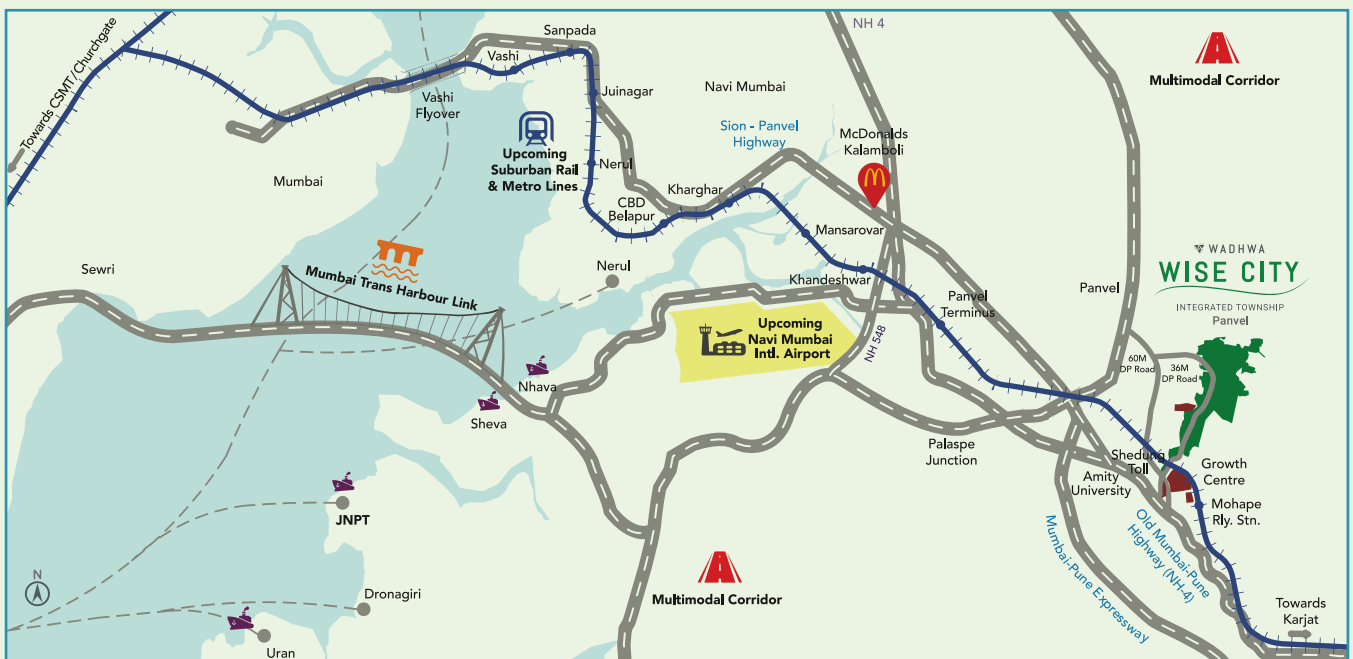 Towards CSMT/Churchgate
Sanpada
Vashi
NH 4
Multimodal Corridor
Vashi
Flyover
Juinagar
Navi Mumbai
Upcoming
Suburban Rail
& Metro Lines
Sion - Panvel
Highway
McDonalds
Kalamboli
Mumbai
Nerul
Kharghar
CBD
Belapur
Mansarovar
Sewri
Mumbai Trans Harbour Link
Nerul
Khandeshwar
Panvel
Terminus
Panvel
WADHWA
WISE CITY
INTEGRATED TOWNSHIP
Panvel
Upcoming
Navi Mumbai
Intl. Airport
NH 548
60M
DP Road
36M
DP Road
Nhava
Sheva
Palaspe
Junction
Shedung
Toll
Amity
University
Growth
Centre
Mohape
Rly. Stn.
JNPT
Mumbai-Pune Expressway
Old Mumbai-Pune
Highway (NH-4)
N
Multimodal Corridor
Dronagiri
Uran
Towards
Karjat